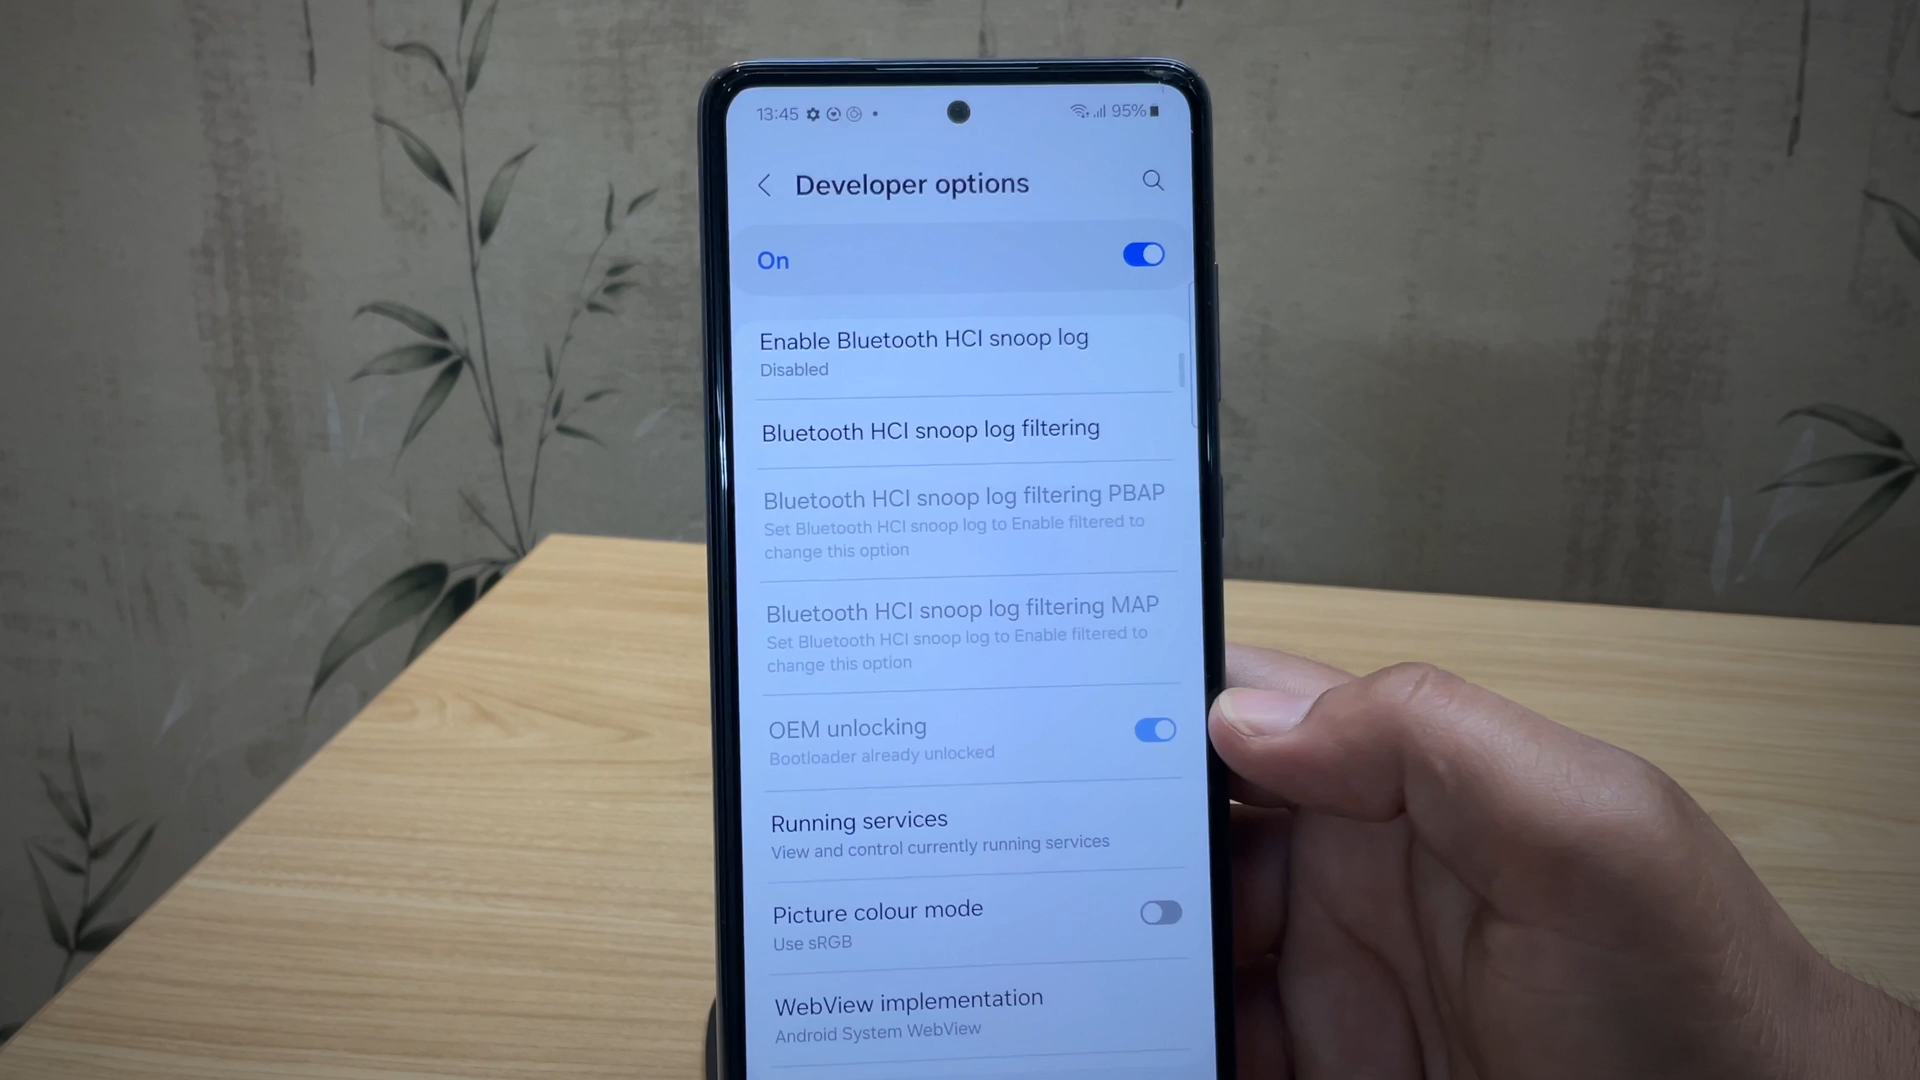 13:45
95%
Developer options
On
Enable Bluetooth HCI snoop log
Disabled
Bluetooth HCI snoop log filtering
Bluetooth HCI snoop log filtering PBAP
Set Bluetooth HCI snoop log to Enable filtered to
change this option
Bluetooth HCI snoop log filtering MAP
Set Bluetooth HCI snoop log to Enable filtered to
change this option
OEM unlocking
Bootloader already unlocked
Running services
View and control currently running services
Picture colour mode
Use sRGB
WebView implementation
Android System WebView